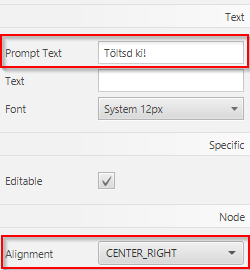 Text
Prompt Text Töltsd ki!
Text
Font System 12px
Specific
Editable
Node
Alignment CENTER_RIGHT